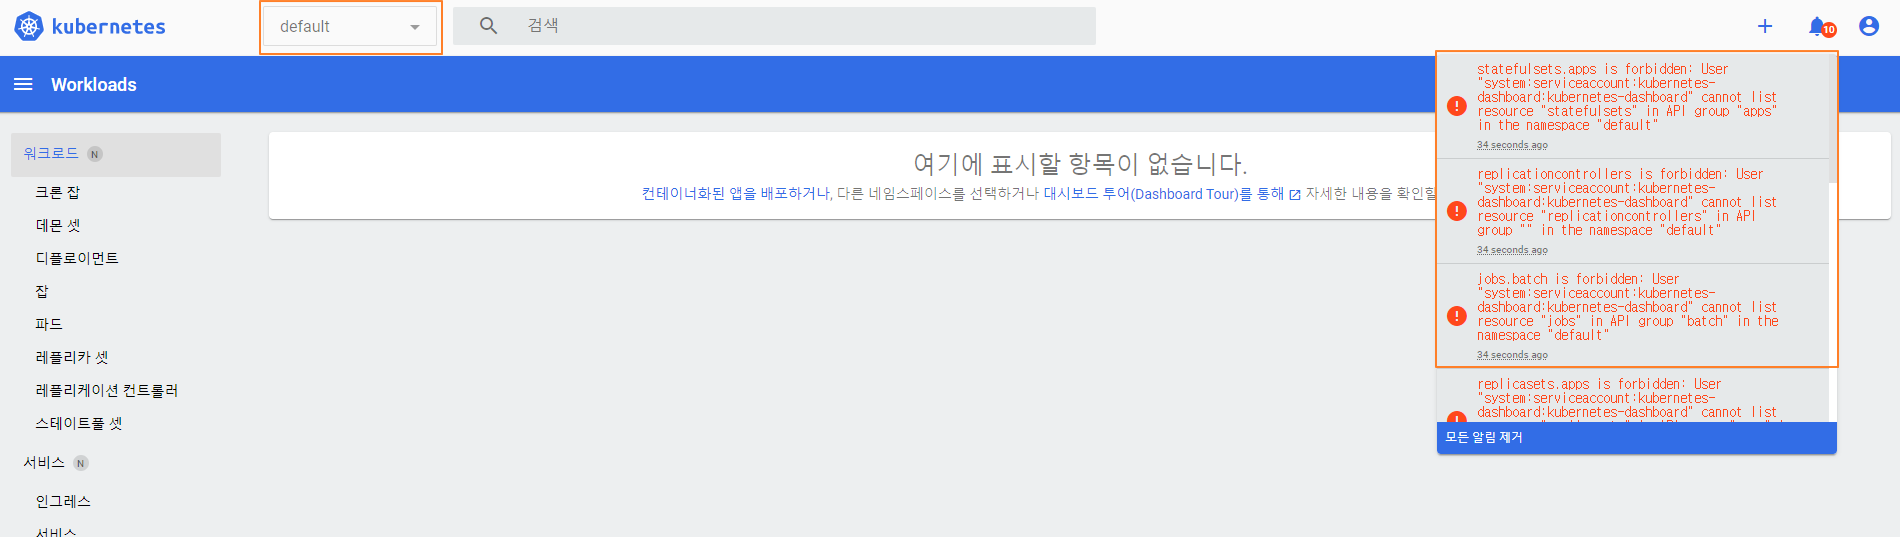 kubernetes
default
검색
10
Workloads
워크로드 N
크론 잡
데몬 셋
디플로이먼트
잡
파드
레플리카 셋
레플리케이션 컨트롤러
스테이트풀 셋
서비스 N
인그레스
서비스
여기에 표시할 항목이 없습니다.
컨테이너화된 앱을 배포하거나, 다른 네임스페이스를 선택하거나 대시보드 투어(Dashboard Tour)를 통해 자세한 내용을 확인할
statefulsets.apps is forbidden: User
"system:serviceaccount:kubernetes-
dashboard:kubernetes-dashboard" cannot list
resource "statefulsets" in API group "apps"
in the namespace "default"
34 seconds ago
replicationcontrollers is forbidden: User
"system:serviceaccount:kubernetes-
dashboard:kubernetes-dashboard" cannot list
resource "replicationcontrollers" in API
group "" in the namespace "default"
34 seconds ago
jobs.batch is forbidden: User
"system:serviceaccount:kubernetes-
dashboard:kubernetes-dashboard" cannot list
resource "jobs" in API group "batch" in the
namespace "default"
34 seconds ago
replicasets.apps is forbidden: User
"system:serviceaccount:kubernetes-
dashboard:kubernetes-dashboard" cannot list
모든 알림 제거